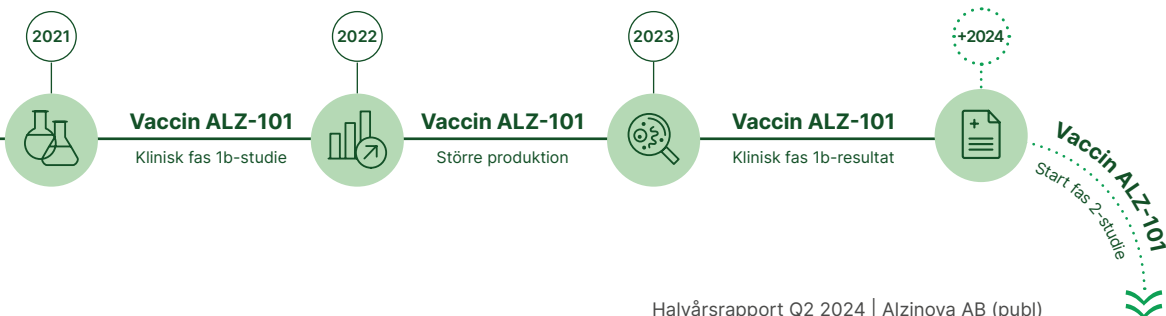 2021
2022
2023
+2024
Vaccin ALZ-101
Klinisk fas 1b-studie
Vaccin ALZ-101
Större produktion
Vaccin ALZ-101
Klinisk fas 1b-resultat
Vaccin ALZ-101
Start fas 2-studie
Halvårsrapport Q2 2024 | Alzinova AB (publ)